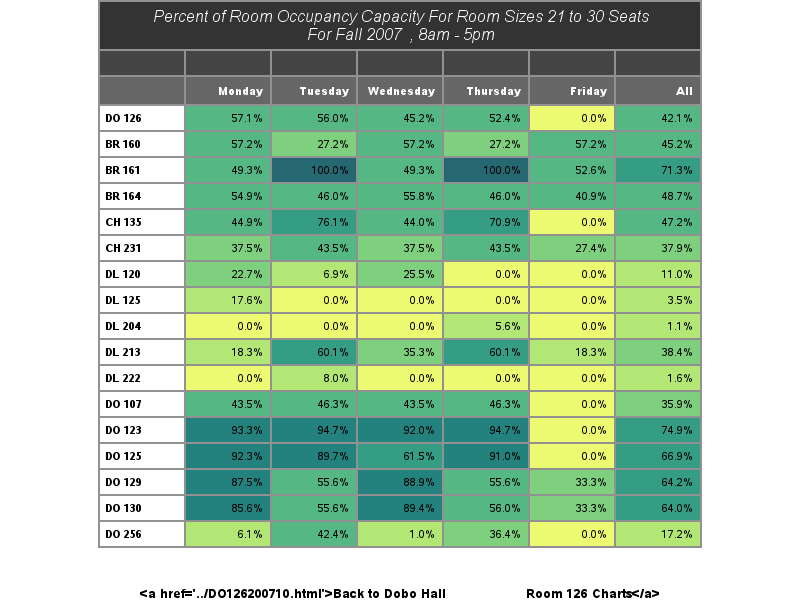 Percent of Room Occupancy Capacity For Room Sizes 21 to 30 Seats
For Fall 2007 , 8am - 5pm
Monday Tuesday Wednesday Thursday Friday All
DO 126 57.1% 56.0% 45.2% 52.4% 0.0% 42.1%
BR 160 57.2% 27.2% 57.2% 27.2% 57.2% 45.2%
BR 161 49.3% 100.0% 49.3% 100.0% 52.6% 71.3%
BR 164 54.9% 46.0% 55.8% 46.0% 40.9% 48.7%
CH 135 44.9% 76.1% 44.0% 70.9% 0.0% 47.2%
CH 231 37.5% 43.5% 37.5% 43.5% 27.4% 37.9%
DL 120 22.7% 6.9% 25.5% 0.0% 0.0% 11.0%
DL 125 17.6% 0.0% 0.0% 0.0% 0.0% 3.5%
DL 204 0.0% 0.0% 0.0% 5.6% 0.0% 1.1%
DL 213 18.3% 60.1% 35.3% 60.1% 18.3% 38.4%
DL 222 0.0% 8.0% 0.0% 0.0% 0.0% 1.6%
DO 107 43.5% 46.3% 43.5% 46.3% 0.0% 35.9%
DO 123 93.3% 94.7% 92.0% 94.7% 0.0% 74.9%
DO 125 92.3% 89.7% 61.5% 91.0% 0.0% 66.9%
DO 129 87.5% 55.6% 88.9% 55.6% 33.3% 64.2%
DO 130 85.6% 55.6% 89.4% 56.0% 33.3% 64.0%
DO 256 6.1% 42.4% 1.0% 36.4% 0.0% 17.2%
<a href='../DO126200710.html'>Back to Dobo Hall Room 126 Charts</a>